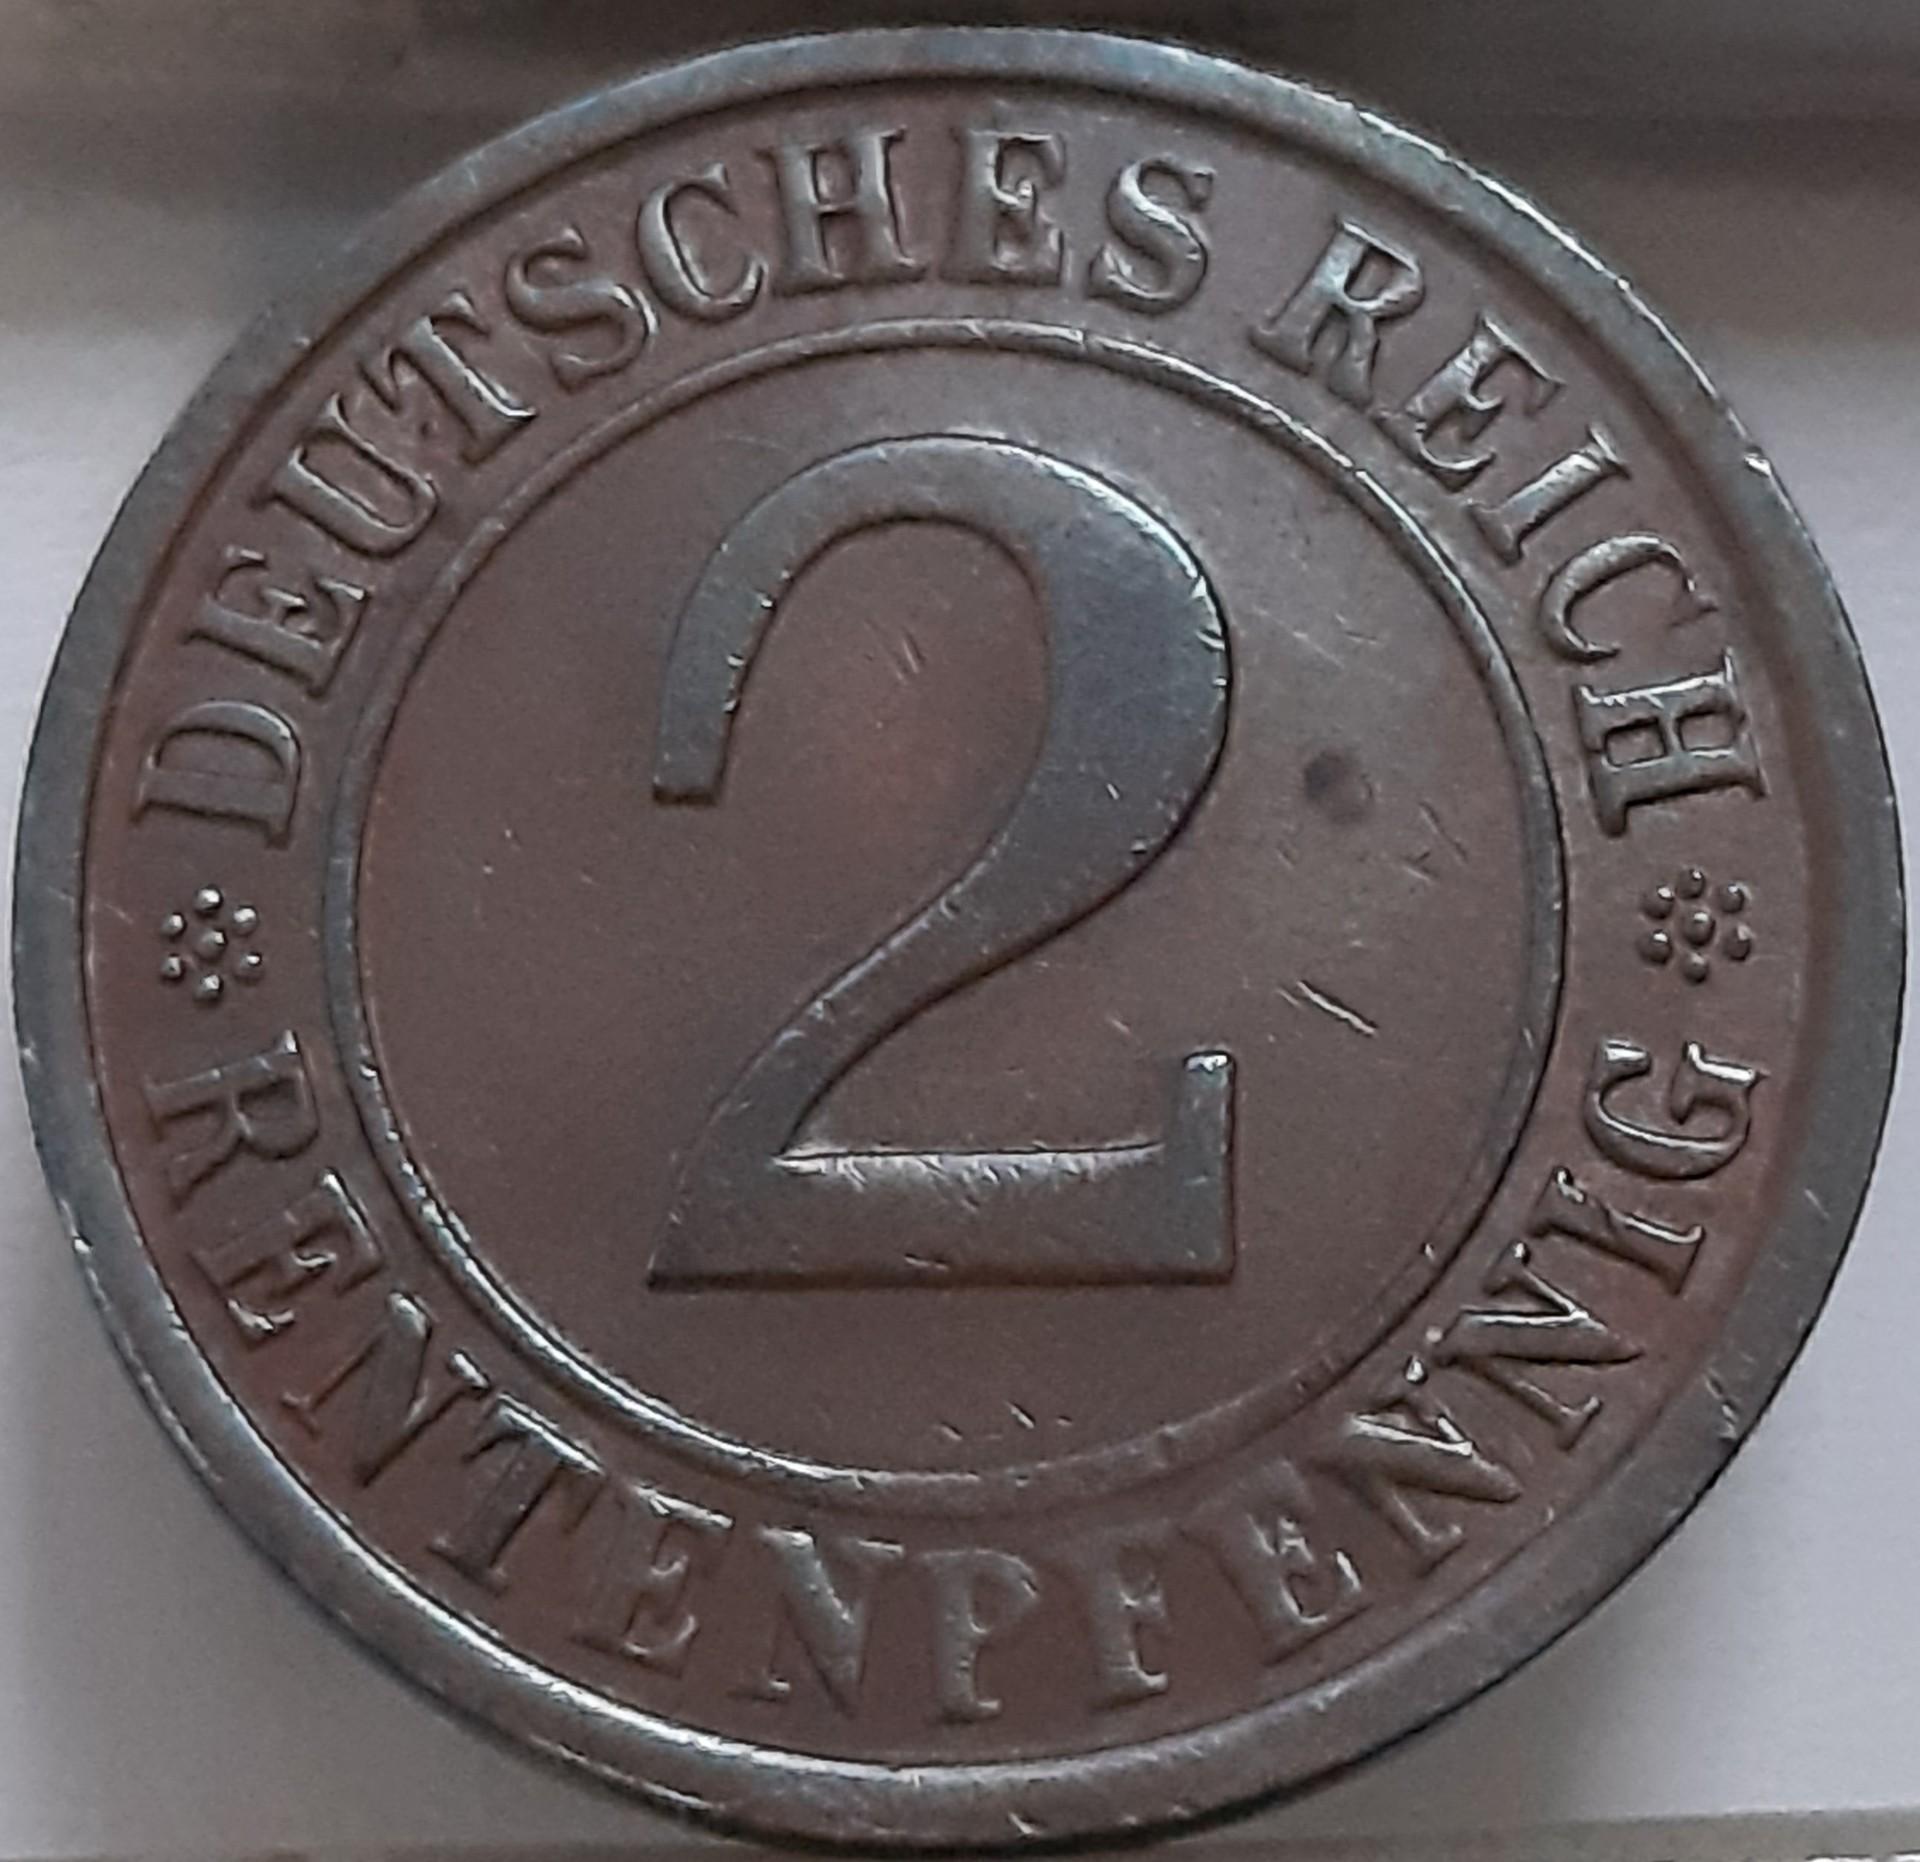 DEUTSCHES REICH
2
RENTENPFENNIG